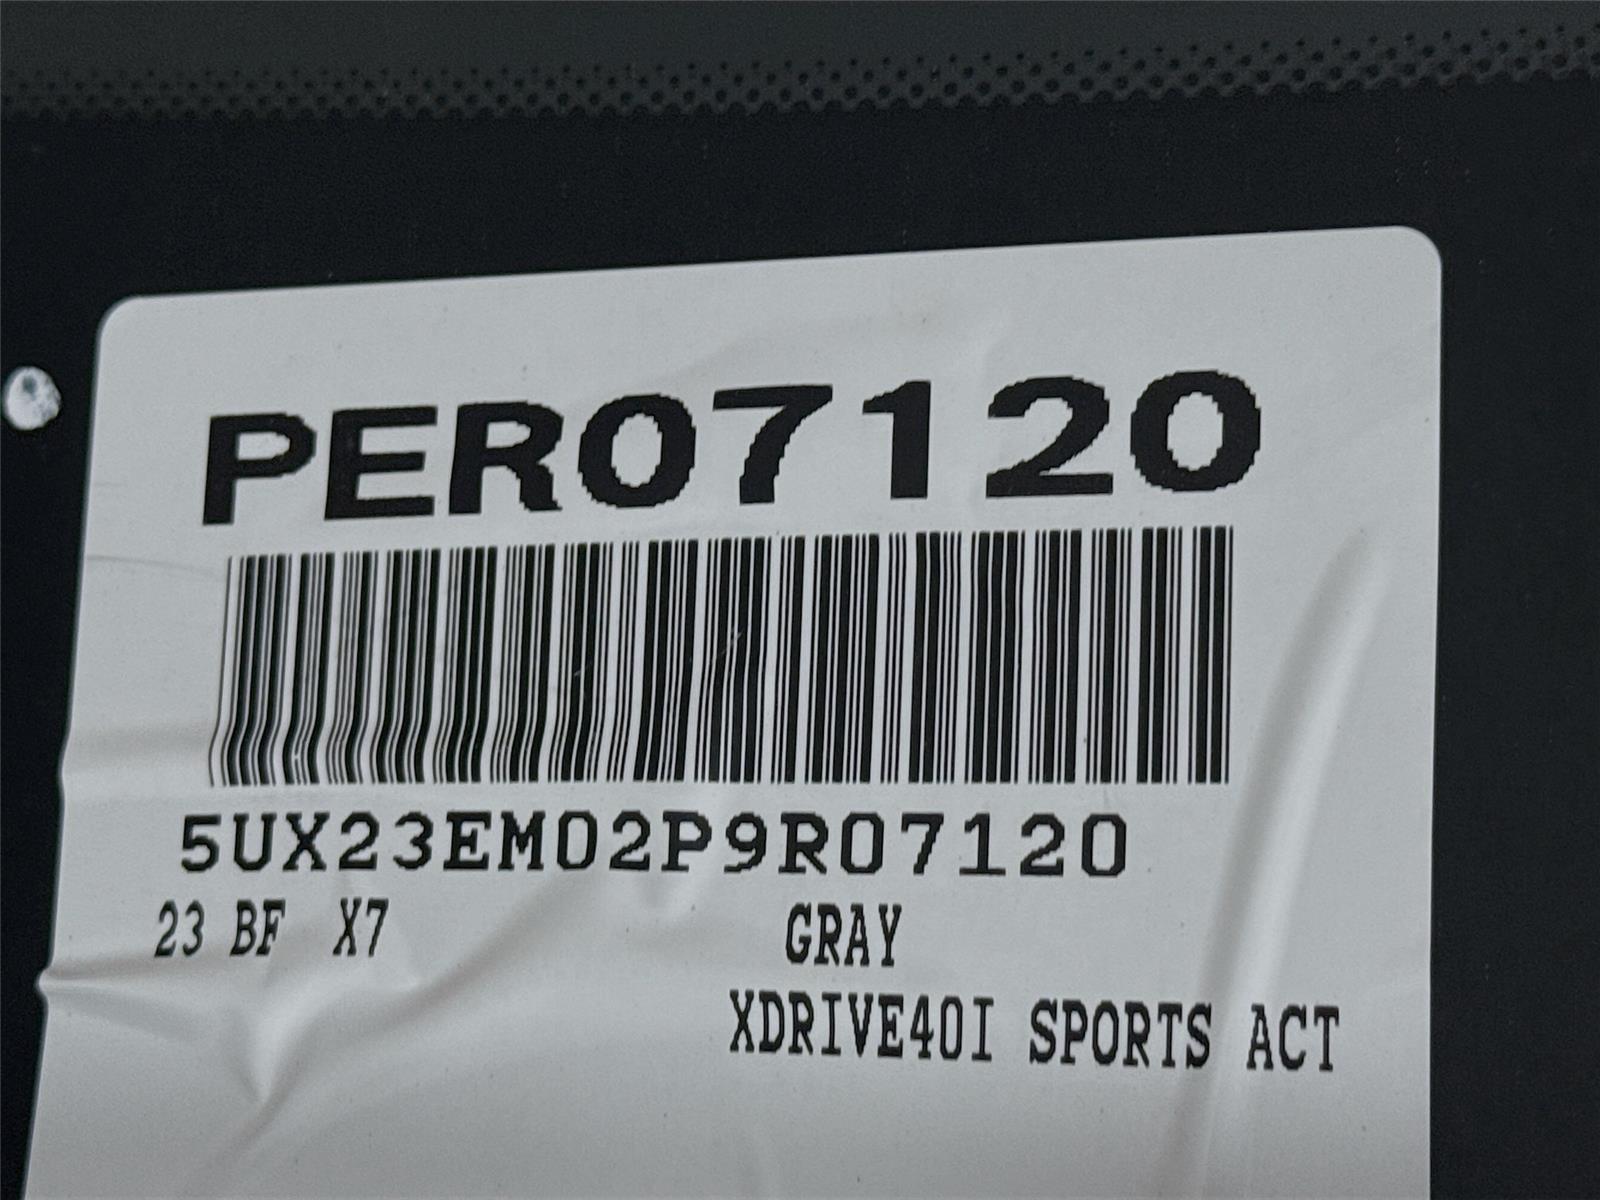 PER07120
5UX23EM02P9R07120
23 BF X7 GRAY
XDRIVE40I SPORTS ACT